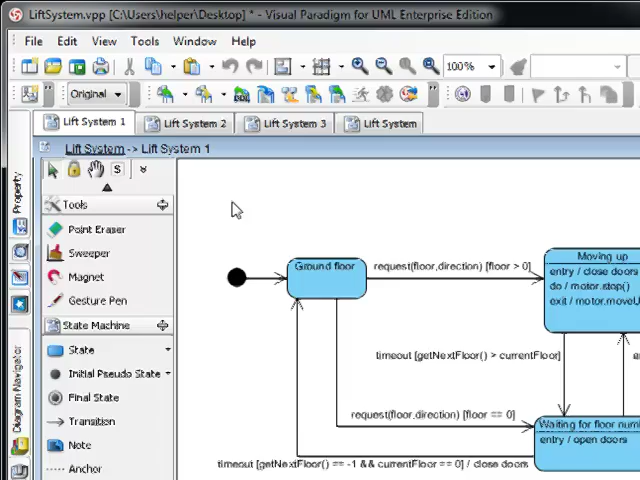 LiftSystem.vpp [C:\Users\helper\Desktop] * - Visual Paradigm for UML Enterprise Edition
File Edit View Tools Window Help
100%
Original
Lift System 1 Lift System 2 Lift System 3 Lift System
Lift System -> Lift System 1
S
Property
Diagram Navigator
Tools
Point Eraser
Sweeper
Magnet
Gesture Pen
State Machine
State
Initial Pseudo State
Final State
Transition
Note
Anchor
Ground floor
request(floor,direction) [floor > 0]
Moving up
entry / close doors
do / motor.stop()
exit / motor.moveU
timeout [getNextFloor() > currentFloor]
request(floor,direction) [floor == 0]
Waiting for floor num
entry / open doors
timeout [getNextFloor() == -1 && currentFloor == 0] / close doors